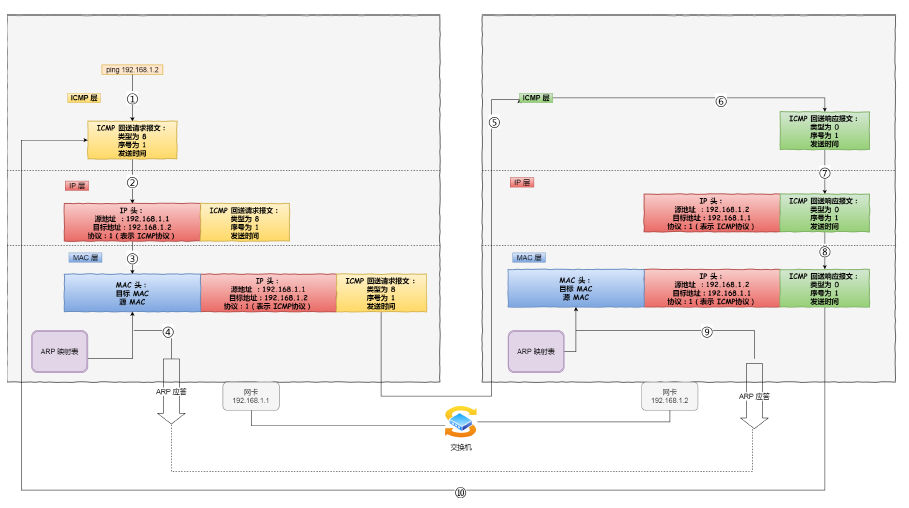 ping 192.168.1.2
ICMP 层
①
ICMP 回送请求报文：
类型为 8
序号为 1
发送时间
②
IP 层
IP 头：
源地址 ：192.168.1.1
目标地址：192.168.1.2
协议：1（表示 ICMP协议）
ICMP 回送请求报文：
类型为 8
序号为 1
发送时间
③
MAC 层
MAC 头：
目标 MAC
源 MAC
IP 头：
源地址 ：192.168.1.1
目标地址：192.168.1.2
协议：1（表示 ICMP协议）
ICMP 回送请求报文：
类型为 8
序号为 1
发送时间
④
ARP 映射表
ARP 应答
网卡
192.168.1.1
交换机
⑤
ICMP 层
⑥
ICMP 回送响应报文：
类型为 0
序号为 1
发送时间
⑦
IP 层
IP 头：
源地址 ：192.168.1.2
目标地址：192.168.1.1
协议：1（表示 ICMP协议）
ICMP 回送响应报文：
类型为 0
序号为 1
发送时间
⑧
MAC 层
MAC 头：
目标 MAC
源 MAC
IP 头：
源地址 ：192.168.1.2
目标地址：192.168.1.1
协议：1（表示 ICMP协议）
ICMP 回送响应报文：
类型为 0
序号为 1
发送时间
⑨
ARP 映射表
ARP 应答
网卡
192.168.1.2
⑩